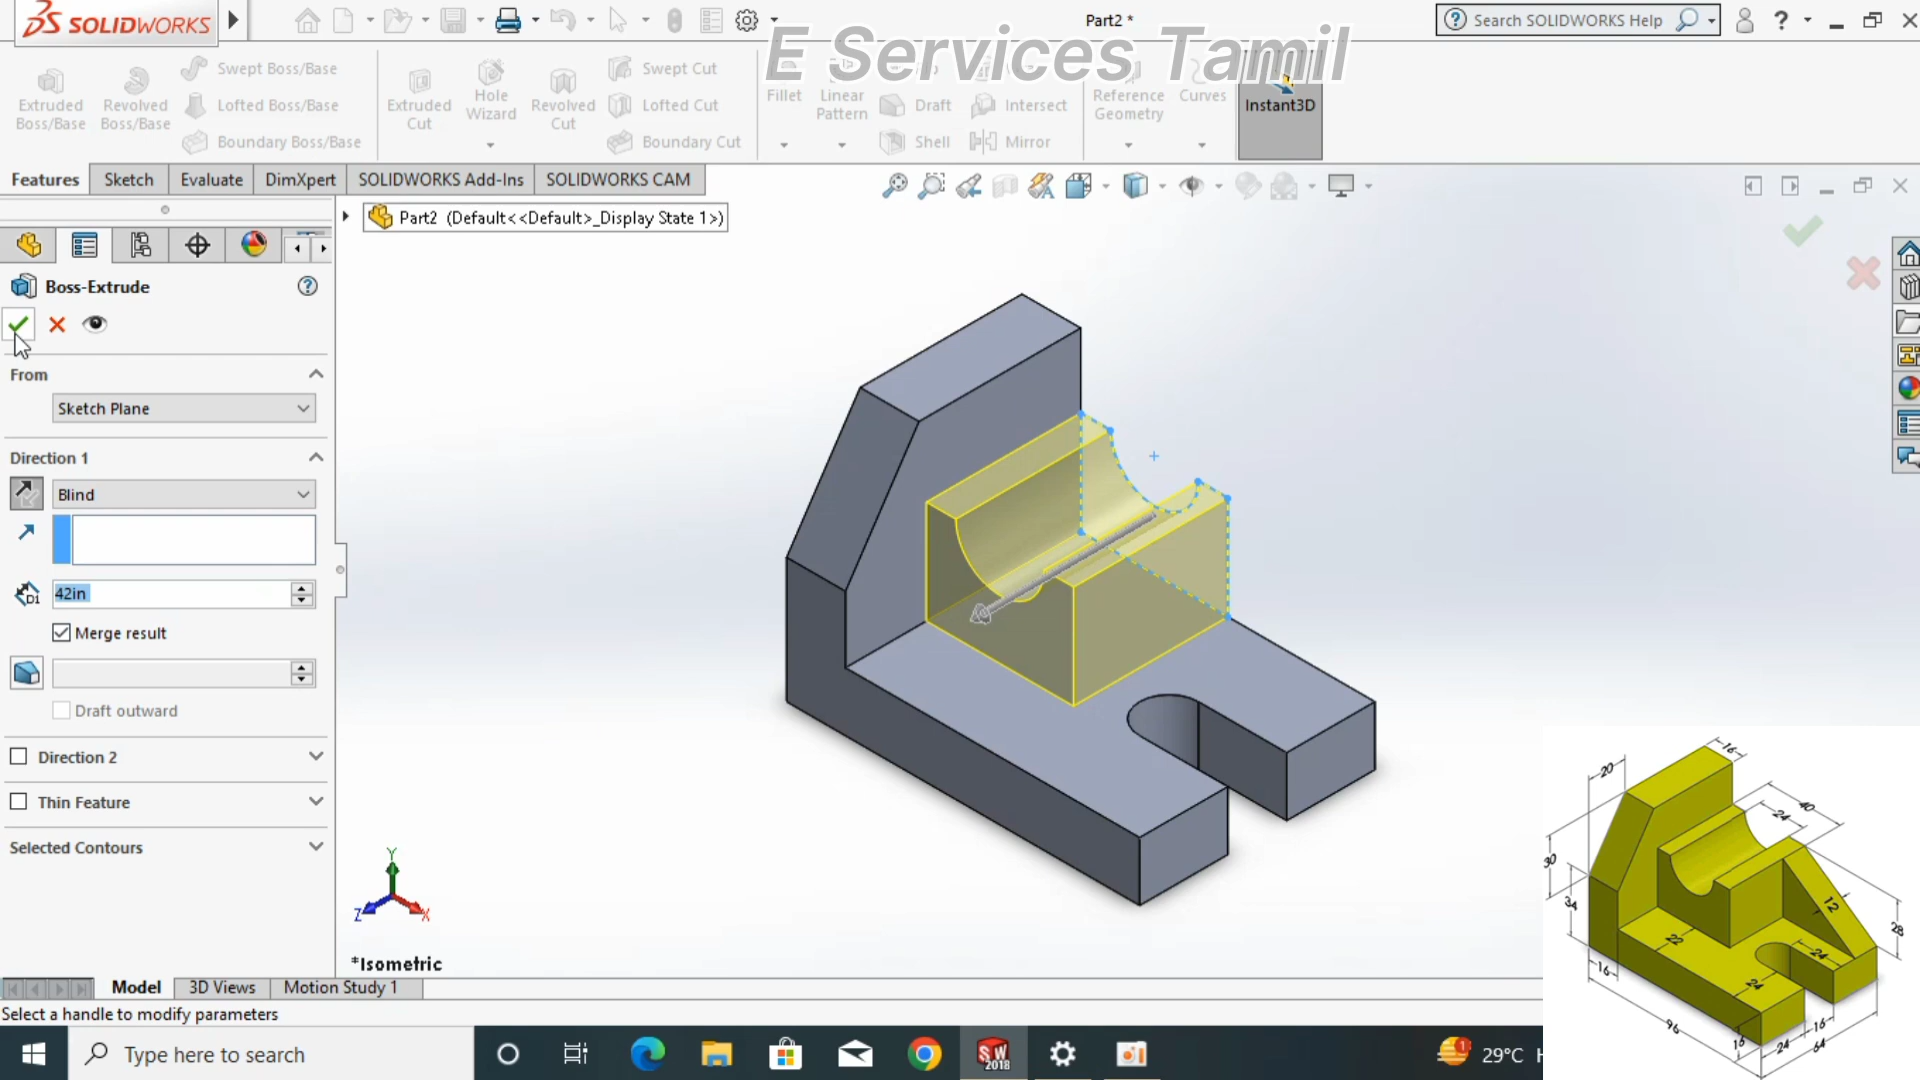 SOLIDWORKS
Part2 *
Search SOLIDWORKS Help
E Services Tamil
Extruded Boss/Base
Revolved Boss/Base
Swept Boss/Base
Lofted Boss/Base
Boundary Boss/Base
Extruded Cut
Hole Wizard
Revolved Cut
Swept Cut
Lofted Cut
Boundary Cut
Fillet
Linear Pattern
Draft
Shell
Intersect
Mirror
Reference Geometry
Curves
Instant3D
Features
Sketch
Evaluate
DimXpert
SOLIDWORKS Add-Ins
SOLIDWORKS CAM
Part2 (Default<<Default>_Display State 1>)
Boss-Extrude
From
Sketch Plane
Direction 1
Blind
D1
42in
Merge result
Draft outward
Direction 2
Thin Feature
Selected Contours
Y
Z
X
*Isometric
16
20
40
24
30
34
12
28
22
24
16
24
96
16
16
24
64
Model
3D Views
Motion Study 1
Select a handle to modify parameters
Type here to search
SW
2018
1
29°C